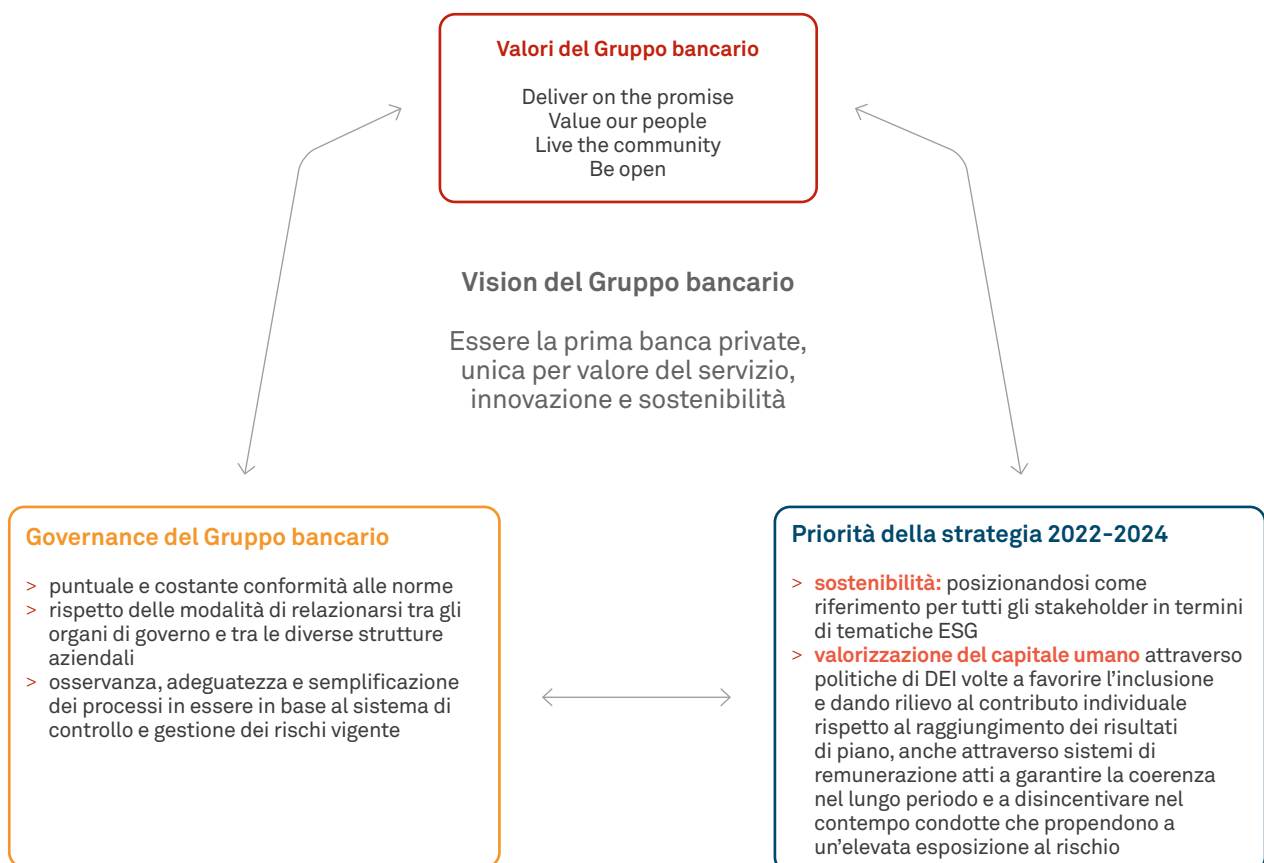 Valori del Gruppo bancario
Deliver on the promise
Value our people
Live the community
Be open
Vision del Gruppo bancario
Essere la prima banca private,
unica per valore del servizio,
innovazione e sostenibilità
Governance del Gruppo bancario
> puntuale e costante conformità alle norme
> rispetto delle modalità di relazionarsi tra gli
organi di governo e tra le diverse strutture
aziendali
> osservanza, adeguatezza e semplificazione
dei processi in essere in base al sistema di
controllo e gestione dei rischi vigente
Priorità della strategia 2022-2024
> sostenibilità: posizionandosi come
riferimento per tutti gli stakeholder in termini
di tematiche ESG
> valorizzazione del capitale umano attraverso
politiche di DEI volte a favorire l’inclusione
e dando rilievo al contributo individuale
rispetto al raggiungimento dei risultati
di piano, anche attraverso sistemi di
remunerazione atti a garantire la coerenza
nel lungo periodo e a disincentivare nel
contempo condotte che propendono a
un’elevata esposizione al rischio